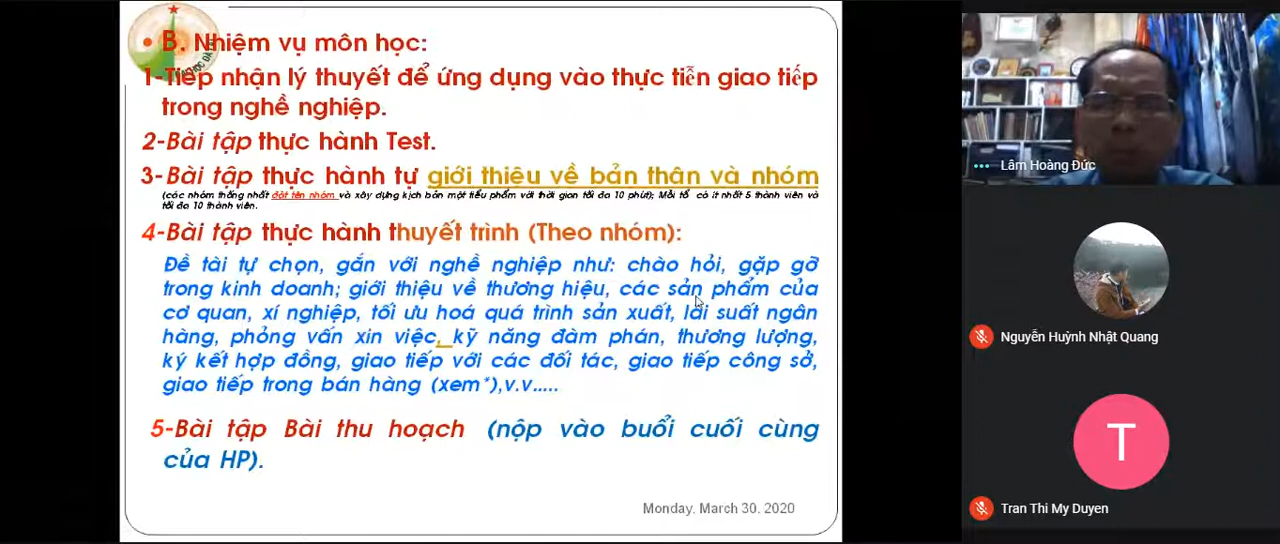 • B. Nhiệm vụ môn học:
1-Tiếp nhận lý thuyết để ứng dụng vào thực tiễn giao tiếp
trong nghề nghiệp.
2-Bài tập thực hành Test.
3-Bài tập thực hành tự giới thiệu về bản thân và nhóm
(các nhóm thống nhất đặt tên nhóm và xây dựng kịch bản một tiểu phẩm với thời gian tối đa 10 phút); Mỗi tổ có ít nhất 5 thành viên và
tối đa 10 thành viên.
4-Bài tập thực hành thuyết trình (Theo nhóm):
Đề tài tự chọn, gắn với nghề nghiệp như: chào hỏi, gặp gỡ
trong kinh doanh; giới thiệu về thương hiệu, các sản phẩm của
cơ quan, xí nghiệp, tối ưu hoá quá trình sản xuất, lãi suất ngân
hàng, phỏng vấn xin việc, kỹ năng đàm phán, thương lượng,
ký kết hợp đồng, giao tiếp với các đối tác, giao tiếp công sở,
giao tiếp trong bán hàng (xem*),v.v.....
5-Bài tập Bài thu hoạch (nộp vào buổi cuối cùng
của HP).
Monday, March 30, 2020
Lâm Hoàng Đức
Nguyễn Huỳnh Nhật Quang
T
Tran Thi My Duyen